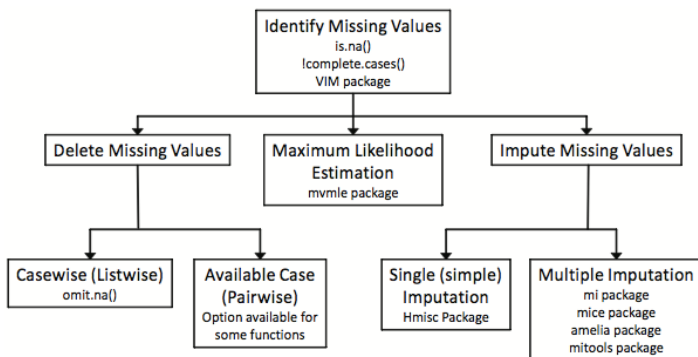 Identify Missing Values
is.na()
!complete.cases()
VIM package
Delete Missing Values
Maximum Likelihood
Estimation
mvmle package
Impute Missing Values
Casewise (Listwise)
omit.na()
Available Case
(Pairwise)
Option available for
some functions
Single (simple)
Imputation
Hmisc Package
Multiple Imputation
mi package
mice package
amelia package
mitools package